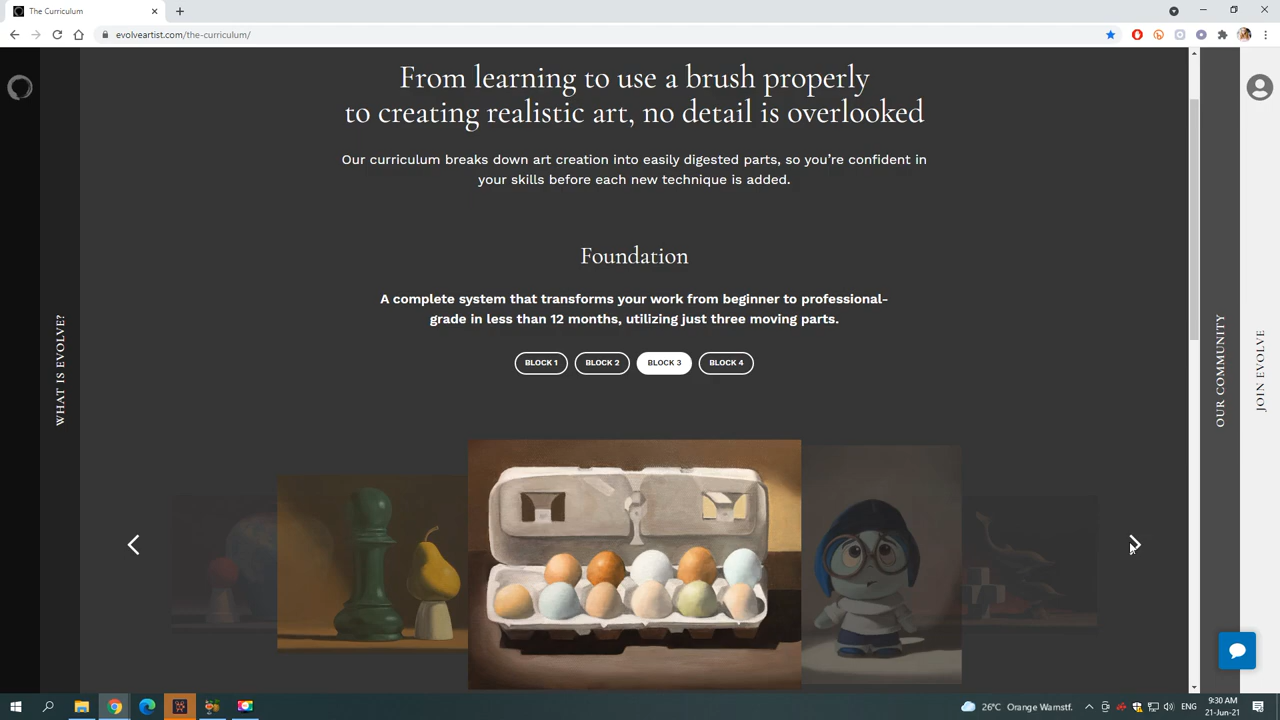 The Curriculum
evolveartist.com/the-curriculum/
From learning to use a brush properly
to creating realistic art, no detail is overlooked
Our curriculum breaks down art creation into easily digested parts, so you're confident in
your skills before each new technique is added.
Foundation
A complete system that transforms your work from beginner to professional-
grade in less than 12 months, utilizing just three moving parts.
BLOCK 1
BLOCK 2
BLOCK 3
BLOCK 4
WHAT IS EVOLVE?
OUR COMMUNITY
JOIN EVOLVE
26°C Orange Warnstf.
ENG
9:30 AM
21-Jun-21